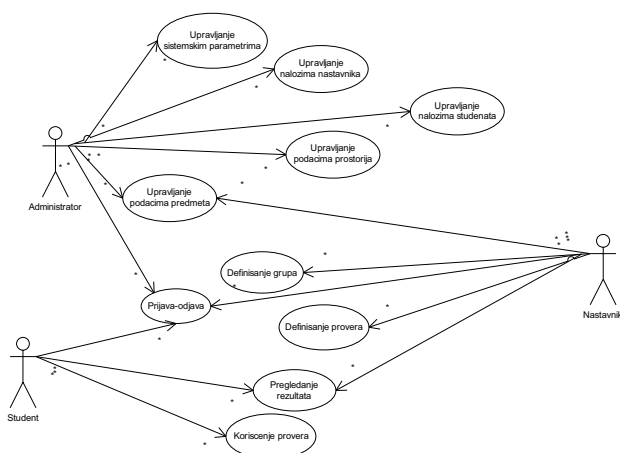 Upravljanje
sistemskim parametrima
Upravljanje
nalozima nastavnika
Upravljanje
nalozima studenata
Upravljanje
podacima prostorija
Administrator
Upravljanje
podacima predmeta
Definisanje grupa
Nastavnik
Prijava-odjava
Definisanje provera
Student
Pregledanje
rezultata
Koriscenje provera